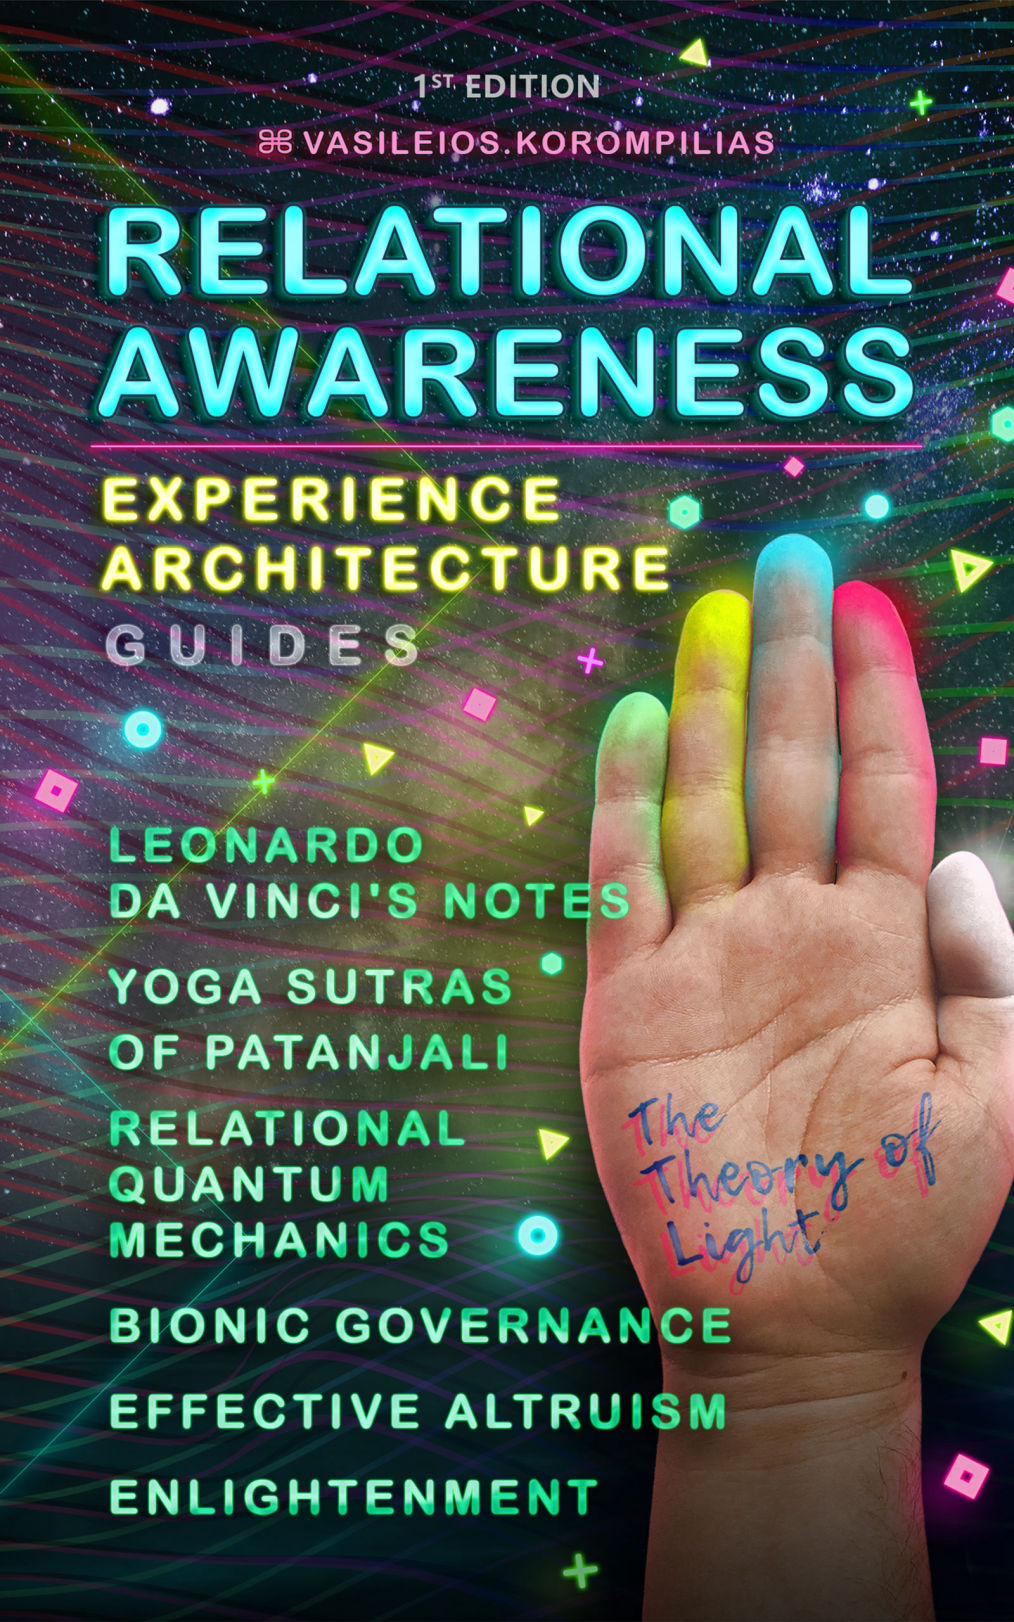 1ST EDITION
⌘ VASILEIOS.KOROMPILIAS
RELATIONAL
AWARENESS
EXPERIENCE
ARCHITECTURE
GUIDES
LEONARDO
DA VINCI'S NOTES
YOGA SUTRAS
OF PATANJALI
RELATIONAL
QUANTUM
MECHANICS
BIONIC GOVERNANCE
EFFECTIVE ALTRUISM
ENLIGHTENMENT
The
Theory of
Light